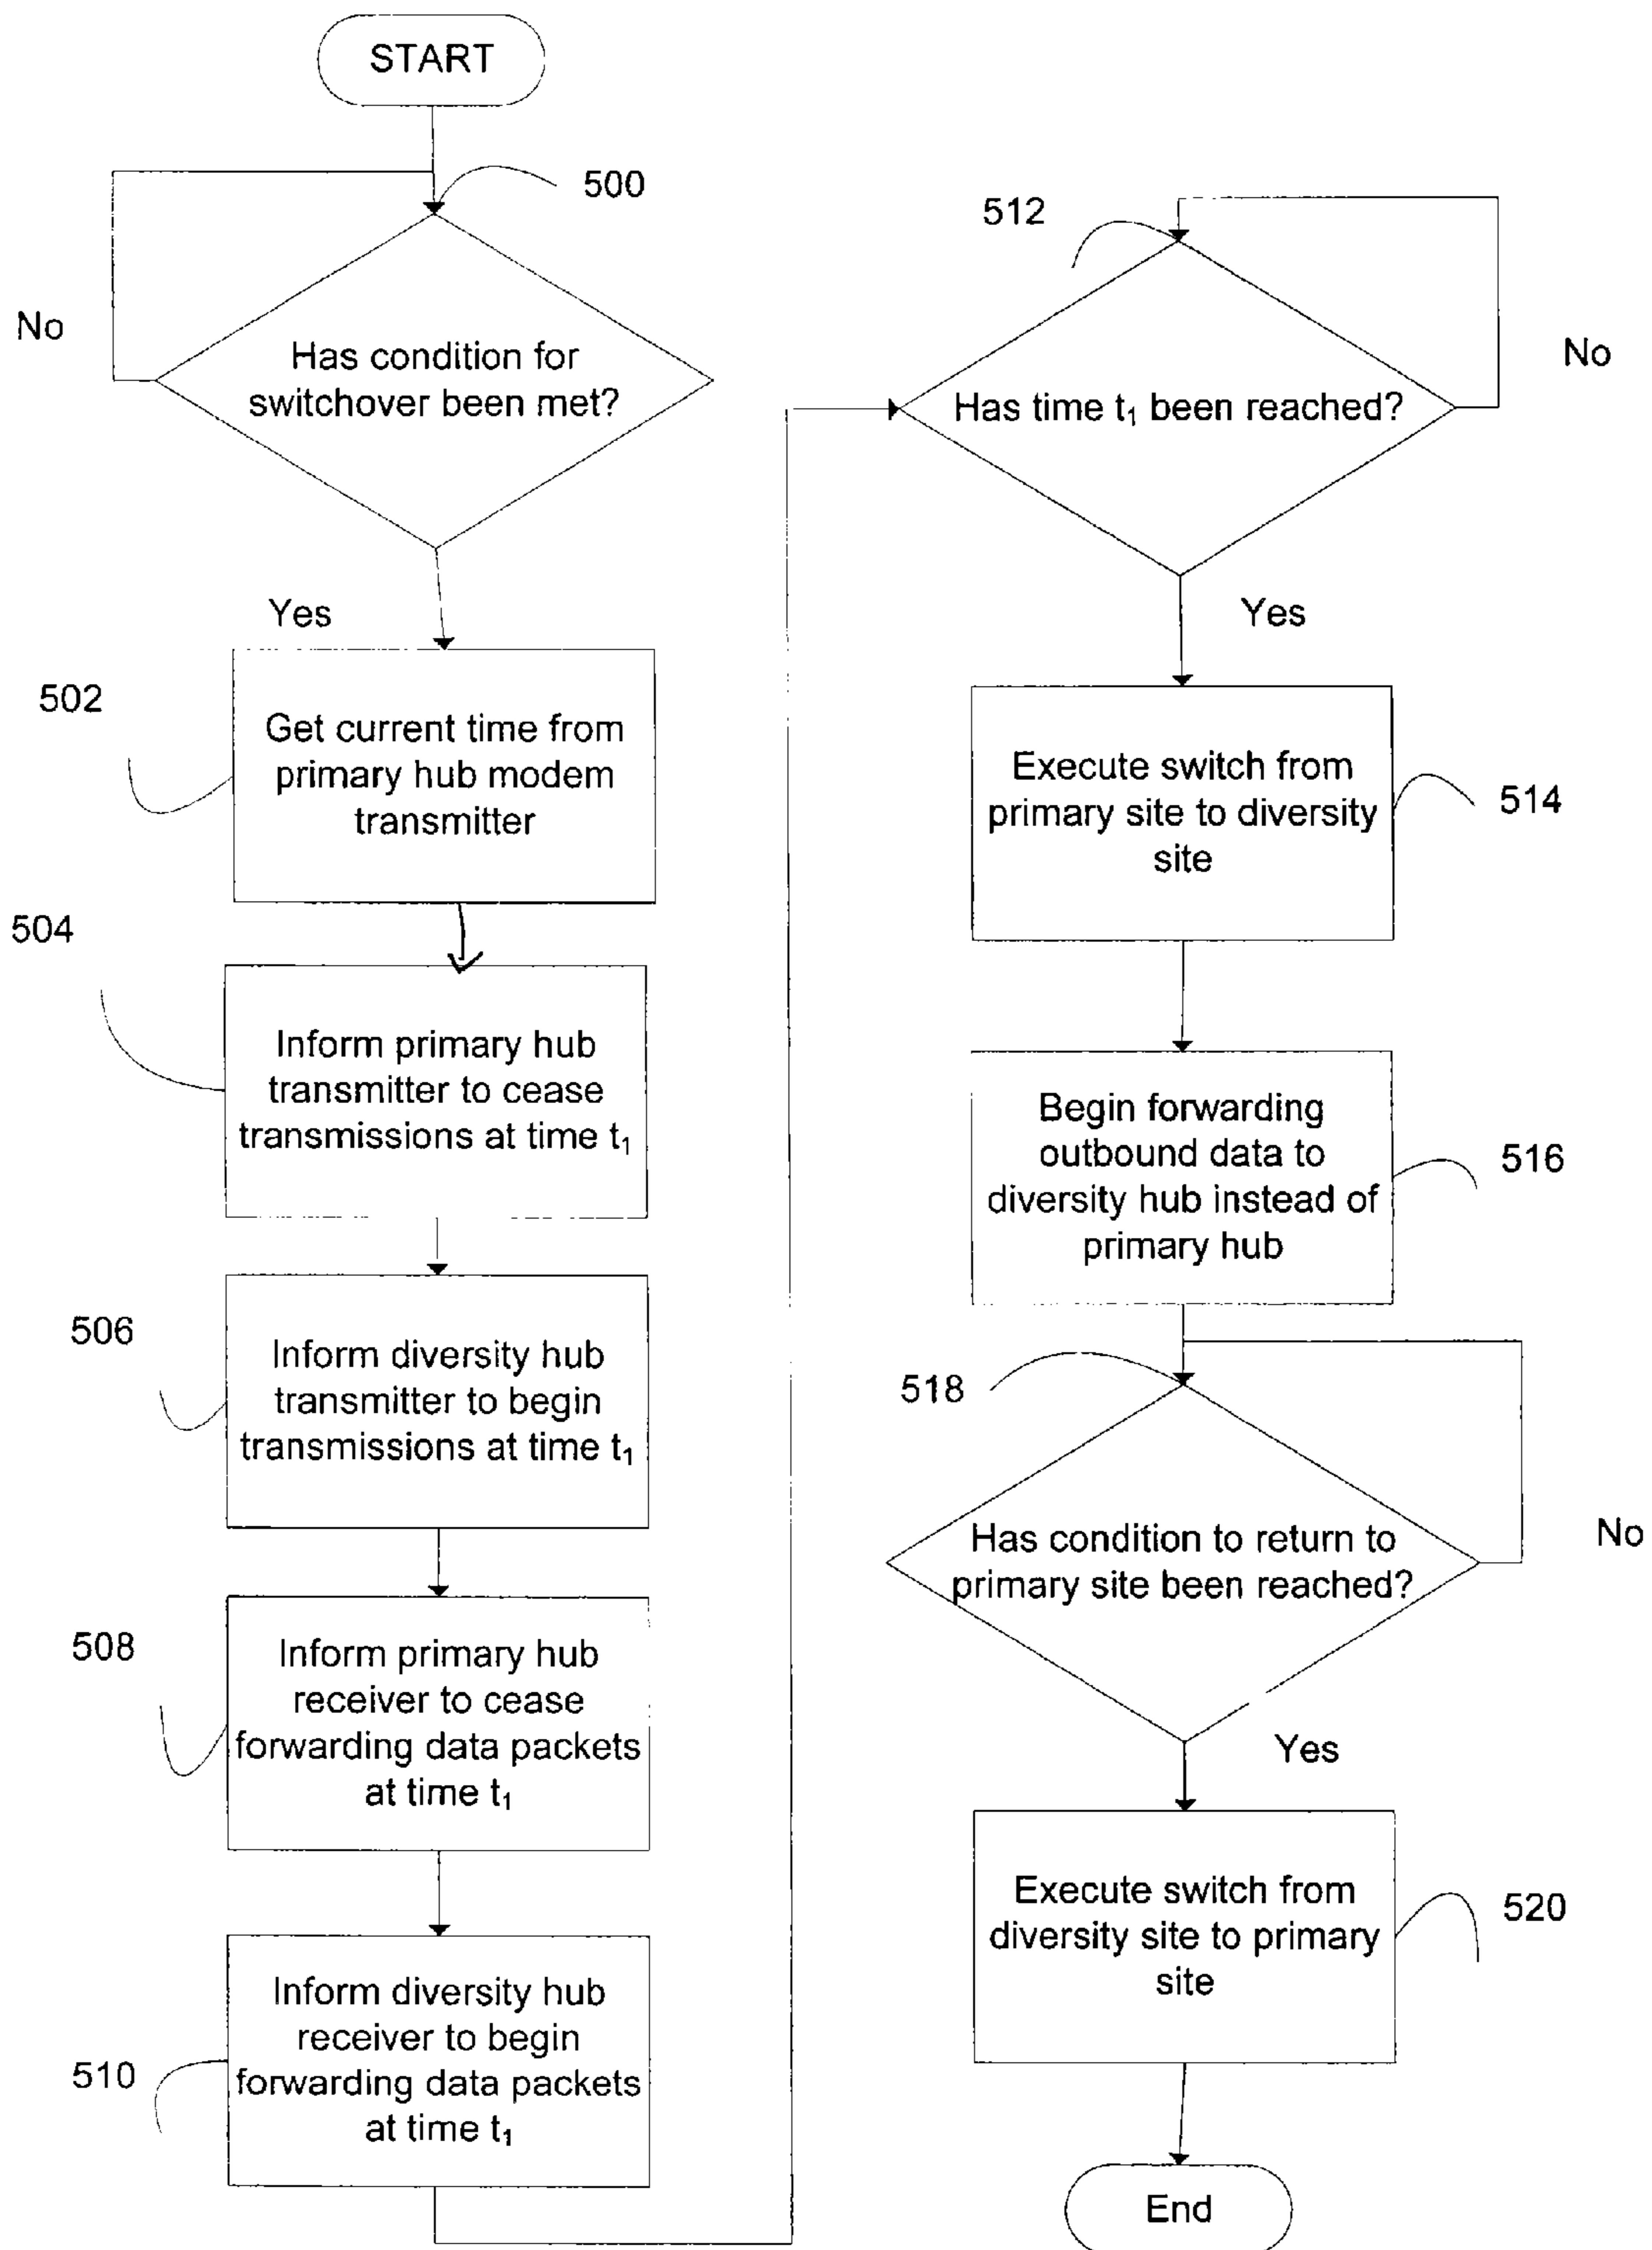 START
500
Has condition for
switchover been met?
No
Yes
502
Get current time from
primary hub modem
transmitter
504
Inform primary hub
transmitter to cease
transmissions at time t₁
506
Inform diversity hub
transmitter to begin
transmissions at time t₁
508
Inform primary hub
receiver to cease
forwarding data packets
at time t₁
510
Inform diversity hub
receiver to begin
forwarding data packets
at time t₁
512
Has time t₁ been reached?
No
Yes
Execute switch from
primary site to diversity
site
514
Begin forwarding
outbound data to
diversity hub instead of
primary hub
516
518
Has condition to return to
primary site been reached?
No
Yes
Execute switch from
diversity site to primary
site
520
End